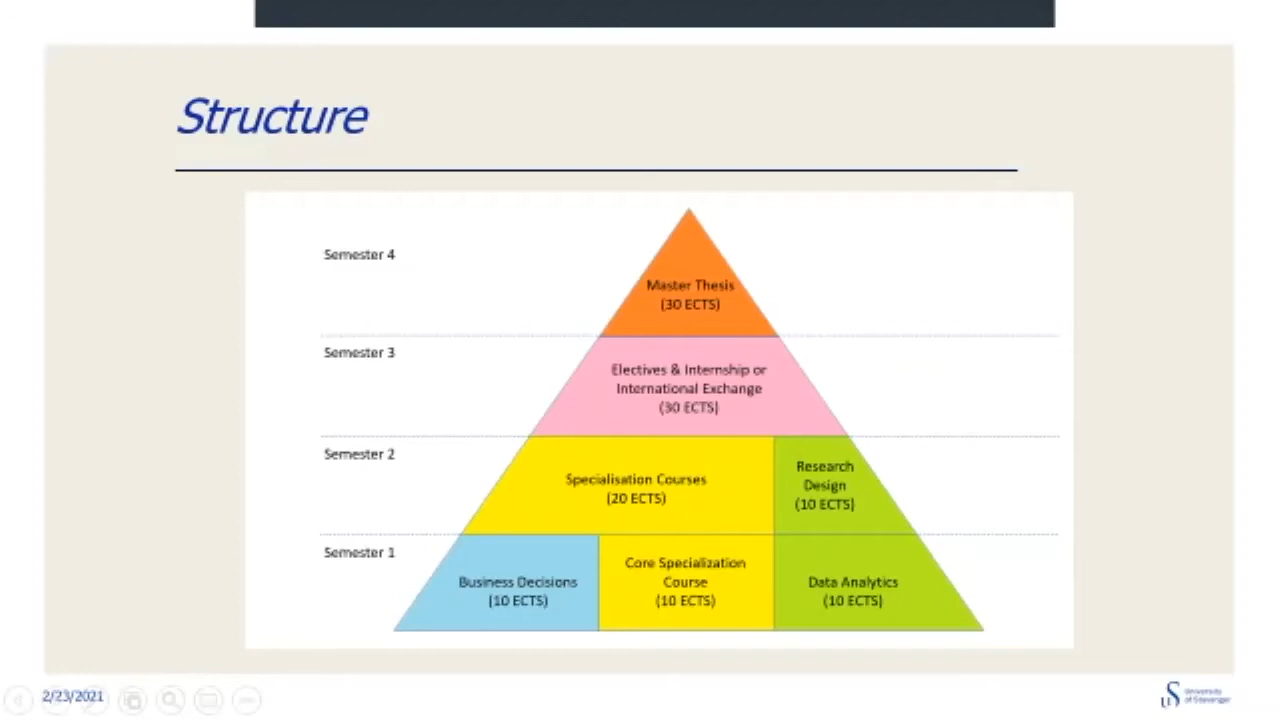 Structure
Semester 4
Master Thesis
(30 ECTS)
Semester 3
Electives & Internship or
International Exchange
(30 ECTS)
Semester 2
Specialisation Courses
(20 ECTS)
Research
Design
(10 ECTS)
Semester 1
Business Decisions
(10 ECTS)
Core Specialization
Course
(10 ECTS)
Data Analytics
(10 ECTS)
2/23/2021
University
of Stavanger